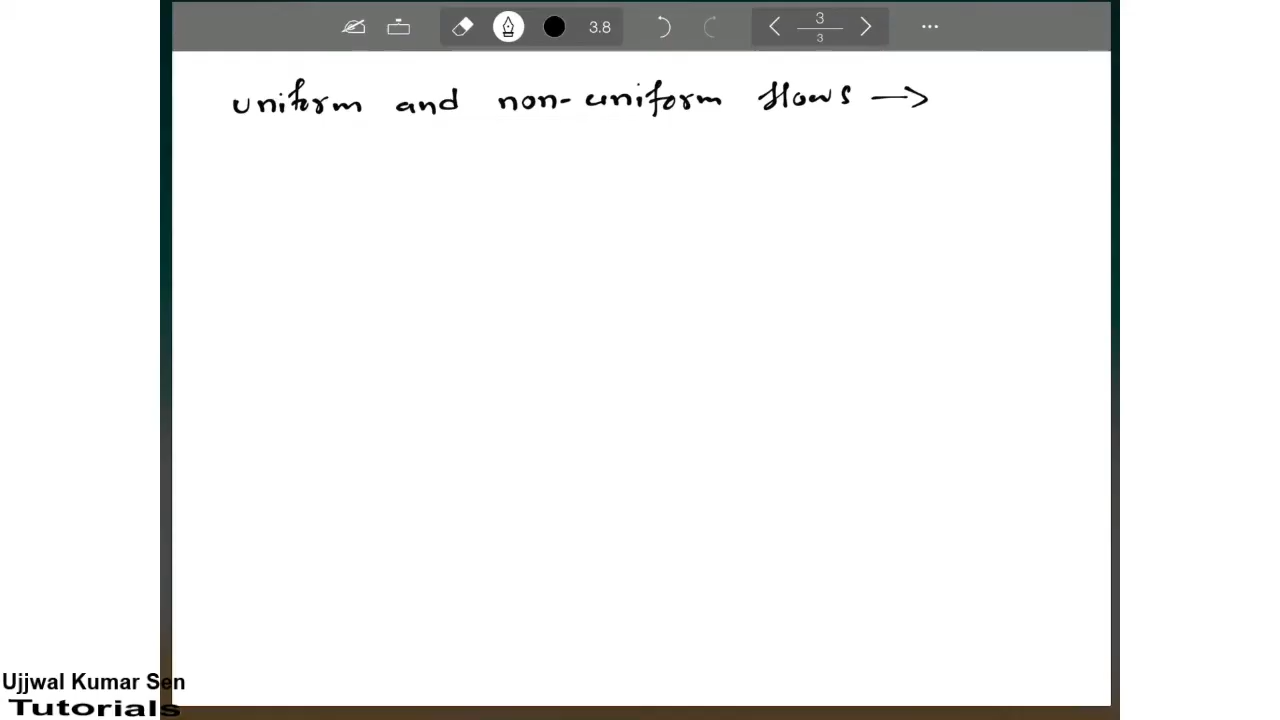 3.8
3
3
uniform and non-uniform flows →
Ujjwal Kumar Sen
Tutorials